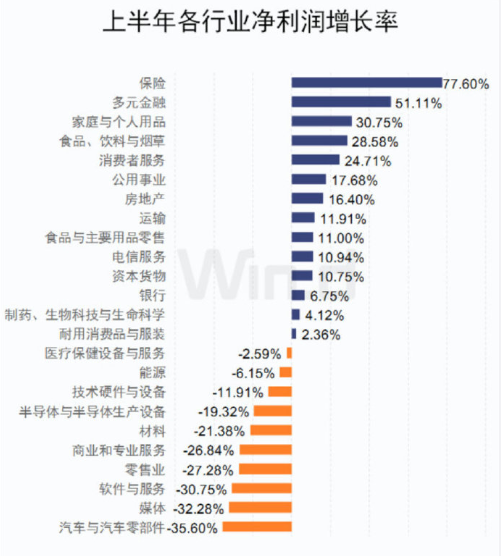 上半年各行业净利润增长率
保险 77.60%
多元金融 51.11%
家庭与个人用品 30.75%
食品、饮料与烟草 28.58%
消费者服务 24.71%
公用事业 17.68%
房地产 16.40%
运输 11.91%
食品与主要用品零售 11.00%
电信服务 10.94%
资本货物 10.75%
银行 6.75%
制药、生物科技与生命科学 4.12%
耐用消费品与服装 2.36%
医疗保健设备与服务 -2.59%
能源 -6.15%
技术硬件与设备 -11.91%
半导体与半导体生产设备 -19.32%
材料 -21.38%
商业和专业服务 -26.84%
零售业 -27.28%
软件与服务 -30.75%
媒体 -32.28%
汽车与汽车零部件 -35.60%